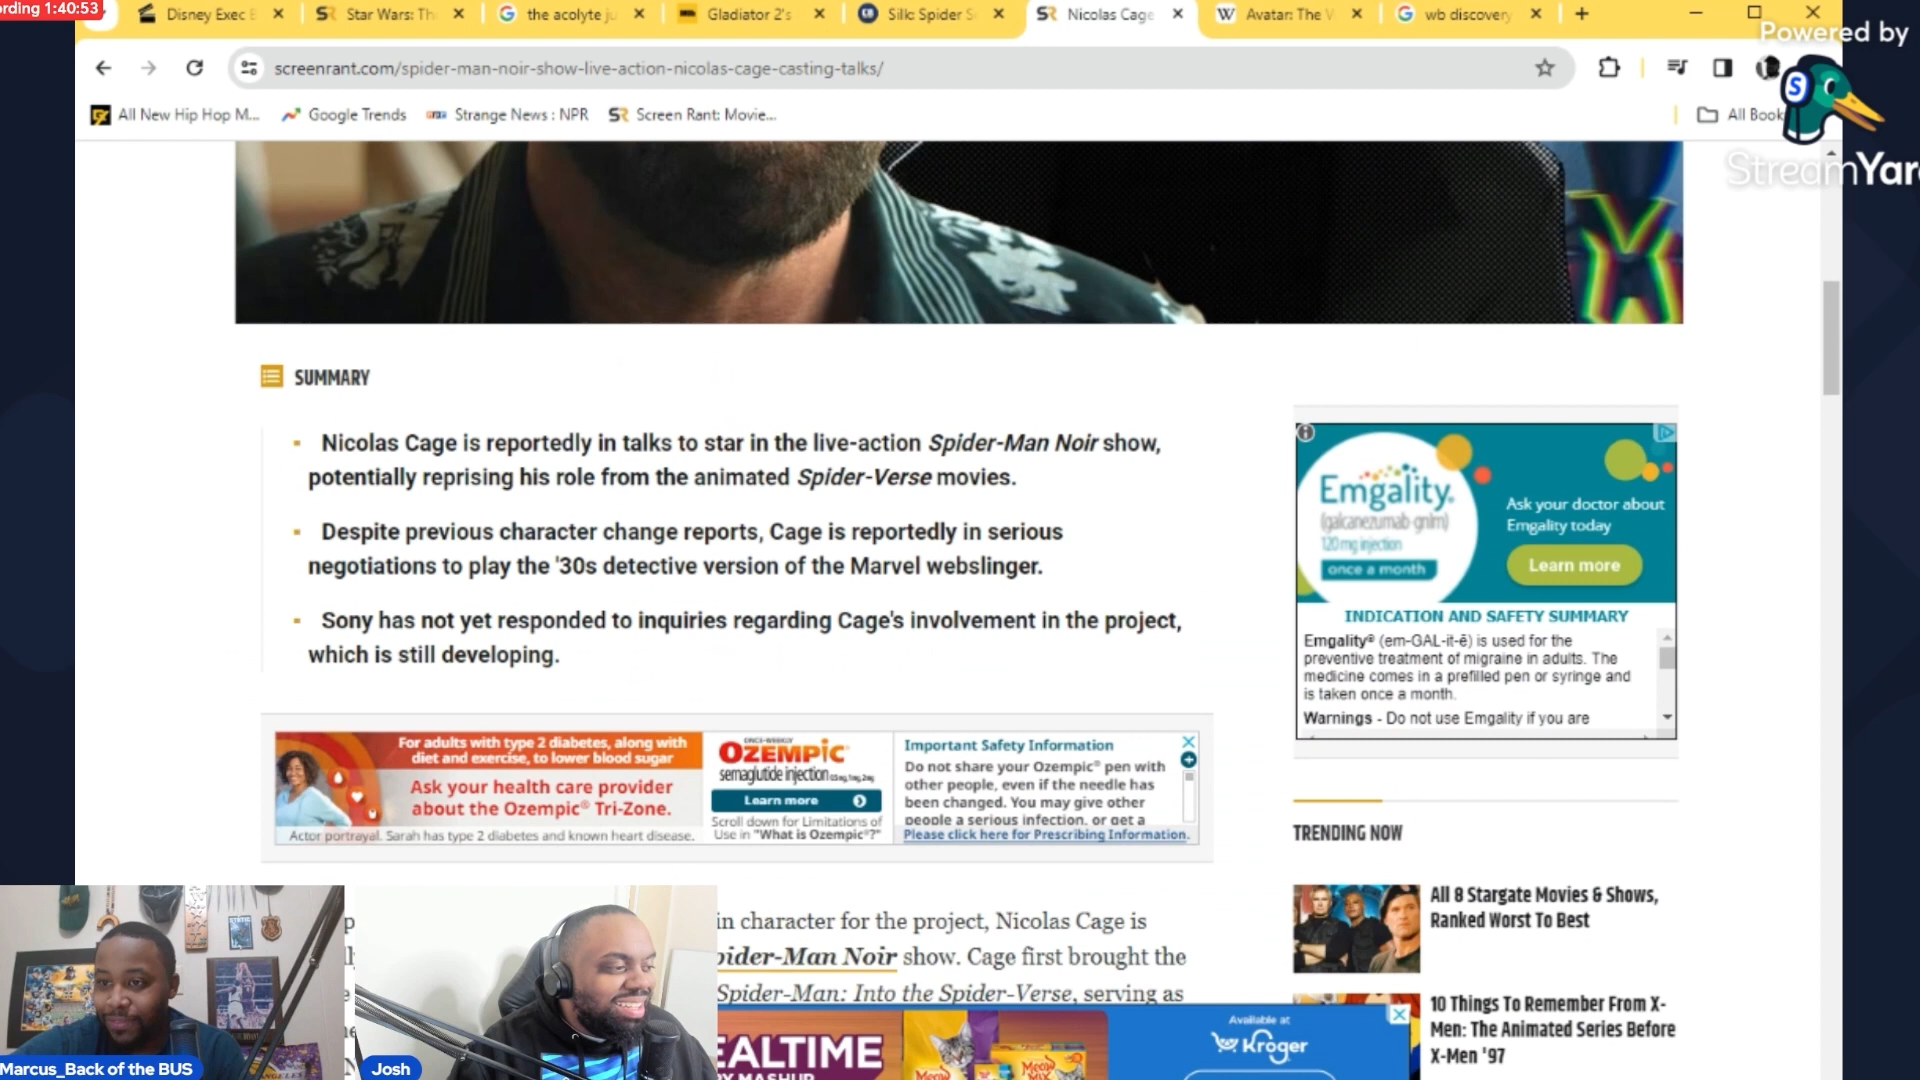 rding 1:40:53
Disney Exec
Star Wars: Th
the acolyte ju
Gladiator 2's
Silk: Spider S
Nicolas Cage
Avatar: The W
wb discovery
Powered by
screenrant.com/spider-man-noir-show-live-action-nicolas-cage-casting-talks/
All New Hip Hop M...
Google Trends
Strange News : NPR
Screen Rant: Movie...
All Book
StreamYar
SUMMARY
Nicolas Cage is reportedly in talks to star in the live-action Spider-Man Noir show,
potentially reprising his role from the animated Spider-Verse movies.
Despite previous character change reports, Cage is reportedly in serious
negotiations to play the '30s detective version of the Marvel webslinger.
Sony has not yet responded to inquiries regarding Cage's involvement in the project,
which is still developing.
Emgality®
(galcanezumab-gnlm)
120 mg injection
once a month
Ask your doctor about
Emgality today
Learn more
INDICATION AND SAFETY SUMMARY
Emgality® (em-GAL-it-ē) is used for the
preventive treatment of migraine in adults. The
medicine comes in a prefilled pen or syringe and
is taken once a month.
Warnings - Do not use Emgality if you are
For adults with type 2 diabetes, along with
diet and exercise, to lower blood sugar
Ask your health care provider
about the Ozempic® Tri-Zone.
Actor portrayal. Sarah has type 2 diabetes and known heart disease.
ONCE-WEEKLY
OZEMPIC®
semaglutide injection
Learn more
Scroll down for Limitations of
Use in "What is Ozempic®?"
Important Safety Information
Do not share your Ozempic® pen with
other people, even if the needle has
been changed. You may give other
people a serious infection, or get a
Please click here for Prescribing Information.
TRENDING NOW
All 8 Stargate Movies & Shows,
Ranked Worst To Best
10 Things To Remember From X-
Men: The Animated Series Before
X-Men '97
in character for the project, Nicolas Cage is
pider-Man Noir show. Cage first brought the
Spider-Man: Into the Spider-Verse, serving as
EALTIME
RY MASHUP
Meow
Meow Mix
Available at
Kroger
Marcus_Back of the BUS
Josh